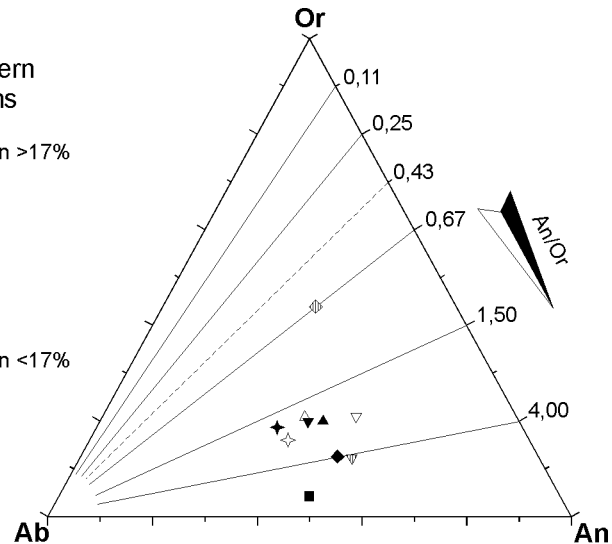 Or
ern
ns
n >17%
n <17%
0,11
0,25
0,43
0,67
An/Or
1,50
4,00
Ab
An